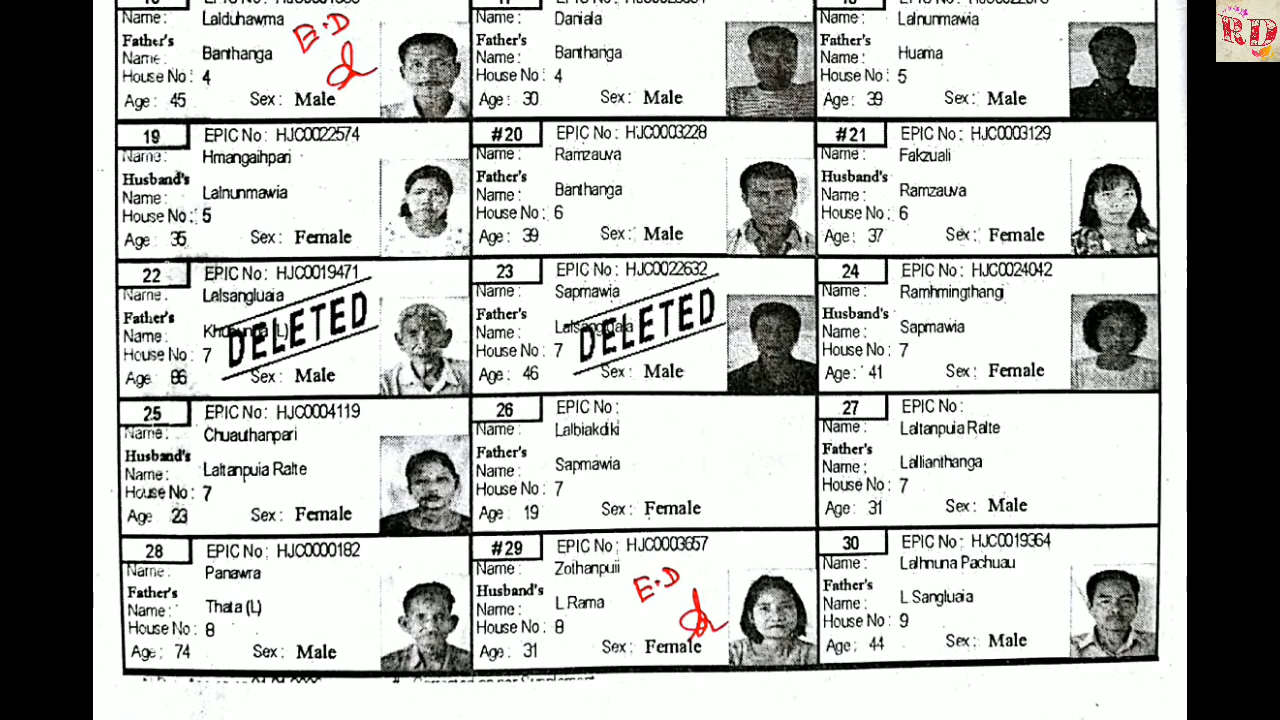 EPIC No:
Name: Lalduhawma
E.D
Father's
Name: Banthanga
House No: 4
Age: 45 Sex: Male
Name: Daniala
Father's
Name: Banthanga
House No: 4
Age: 30 Sex: Male
Name: Lalnunmawia
Father's
Name: Huama
House No: 5
Age: 39 Sex: Male
19 EPIC No: HJC0022574
Name: Hmangaihpari
Husband's
Name: Lalnunmawia
House No: 5
Age: 35 Sex: Female
#20 EPIC No: HJC0003228
Name: Ramzauva
Father's
Name: Banthanga
House No: 6
Age: 39 Sex: Male
#21 EPIC No: HJC0003129
Name: Fakzuali
Husband's
Name: Ramzauva
House No: 6
Age: 37 Sex: Female
22 EPIC No: HJC0019471
Name: Lalsangluaia
Father's
Name: (L)
House No: 7
Age: 86 Sex: Male
DELETED
23 EPIC No: HJC0022632
Name: Sapmawia
Father's
Name: Lalsangluaia
House No: 7
Age: 46 Sex: Male
DELETED
24 EPIC No: HJC0024042
Name: Ramhmingthangi
Husband's
Name: Sapmawia
House No: 7
Age: 41 Sex: Female
25 EPIC No: HJC0004119
Name: Chuauthanpari
Husband's
Name: Laltanpuia Ralte
House No: 7
Age: 23 Sex: Female
26 EPIC No:
Name: Lalbiakdiki
Father's
Name: Sapmawia
House No: 7
Age: 19 Sex: Female
27 EPIC No:
Name: Laltanpuia Ralte
Father's
Name: Lallianthanga
House No: 7
Age: 31 Sex: Male
28 EPIC No: HJC0000182
Name: Panawra
Father's
Name: Thala (L)
House No: 8
Age: 74 Sex: Male
#29 EPIC No: HJC0003657
Name: Zothanpuii
E.D
Husband's
Name: L Rama
House No: 8
Age: 31 Sex: Female
30 EPIC No: HJC0019364
Name: Lalhnuna Pachuau
Father's
Name: L Sangluaia
House No: 9
Age: 44 Sex: Male
RD